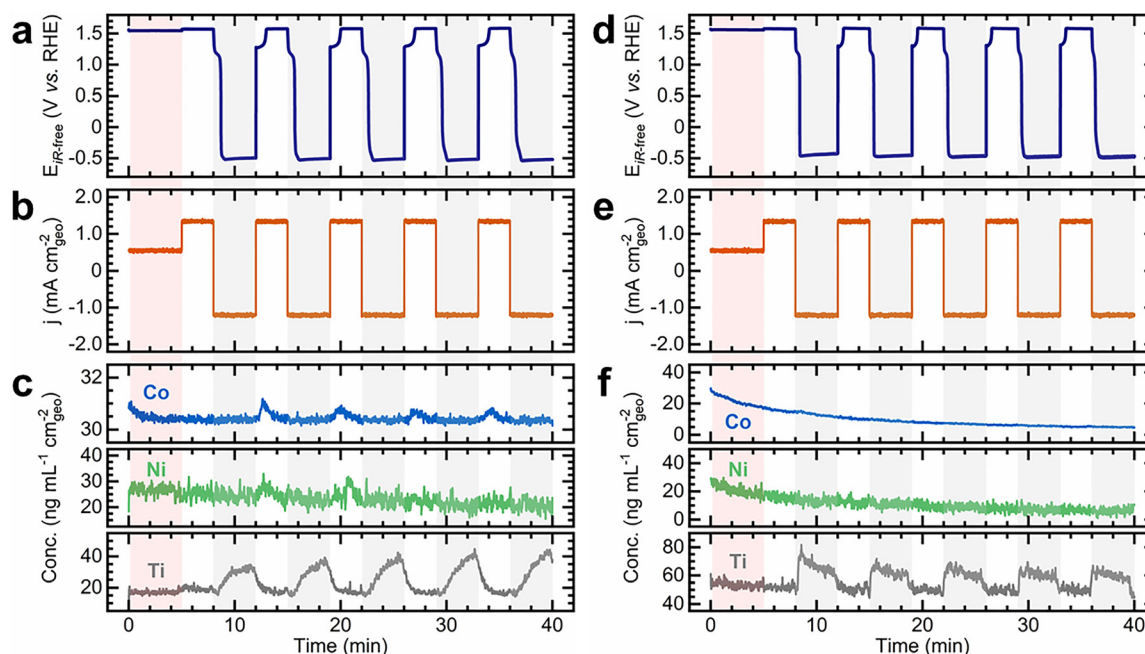 a
E_iR-free (V vs. RHE)
1.5
1.0
0.5
0
-0.5
b
j (mA cm⁻²_geo)
2.0
1.0
0
-1.0
-2.0
c
Conc. (ng mL⁻¹ cm⁻²_geo)
32
30
Co
40
30
20
Ni
40
20
Ti
0 10 20 30 40
Time (min)
d
E_iR-free (V vs. RHE)
1.5
1.0
0.5
0
-0.5
e
j (mA cm⁻²_geo)
2.0
1.0
0
-1.0
-2.0
f
Conc. (ng mL⁻¹ cm⁻²_geo)
40
20
0
Co
40
20
0
Ni
80
60
40
Ti
0 10 20 30 40
Time (min)